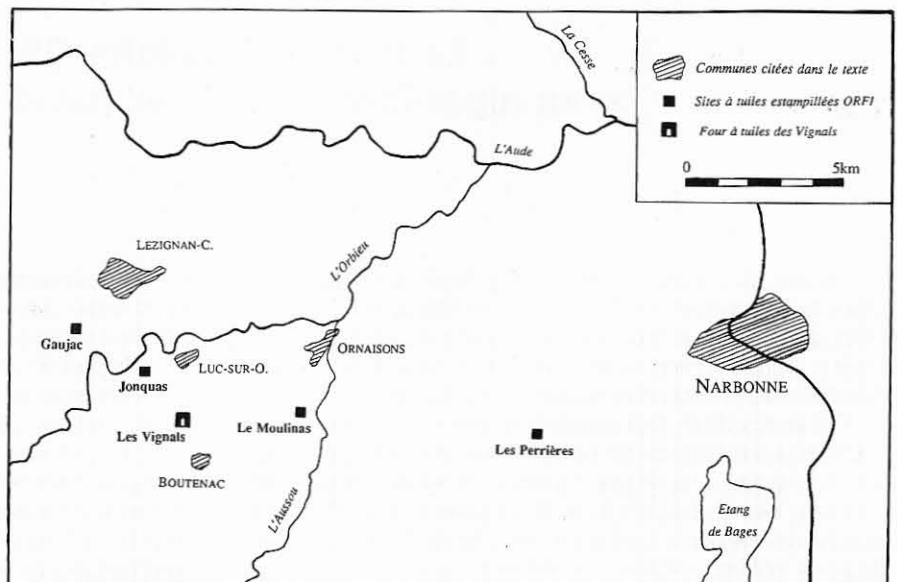 La Cesse
Communes citées dans le texte
Sites à tuiles estampillées ORFI
Four à tuiles des Vignals
0 5km
L'Aude
L'Orbieu
LEZIGNAN-C.
Gaujac
ORNAISONS
LUC-SUR-O.
Jonquas
NARBONNE
Le Moulinas
Les Vignals
Les Perrières
BOUTENAC
L'Aussou
Etang
de Bages